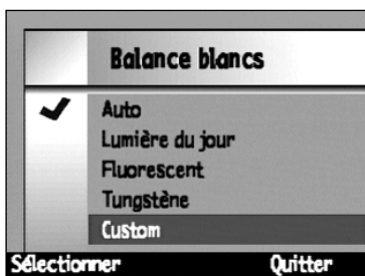 Balance blancs
Auto
Lumière du jour
Fluorescent
Tungstène
Custom
Sélectionner Quitter